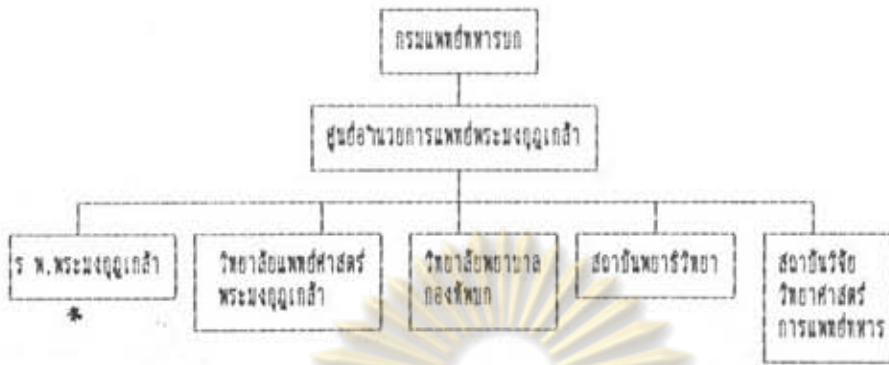 กรมแพทย์ทหารบก
ศูนย์อำนวยการแพทย์พระมงกุฎเกล้า
ร พ.พระมงกุฎเกล้า
*
วิทยาลัยแพทย์ศาสตร์
พระมงกุฎเกล้า
วิทยาลัยพยาบาล
กองทัพบก
สถาบันพยาธิวิทยา
สถาบันวิจัย
วิทยาศาสตร์
การแพทย์ทหาร